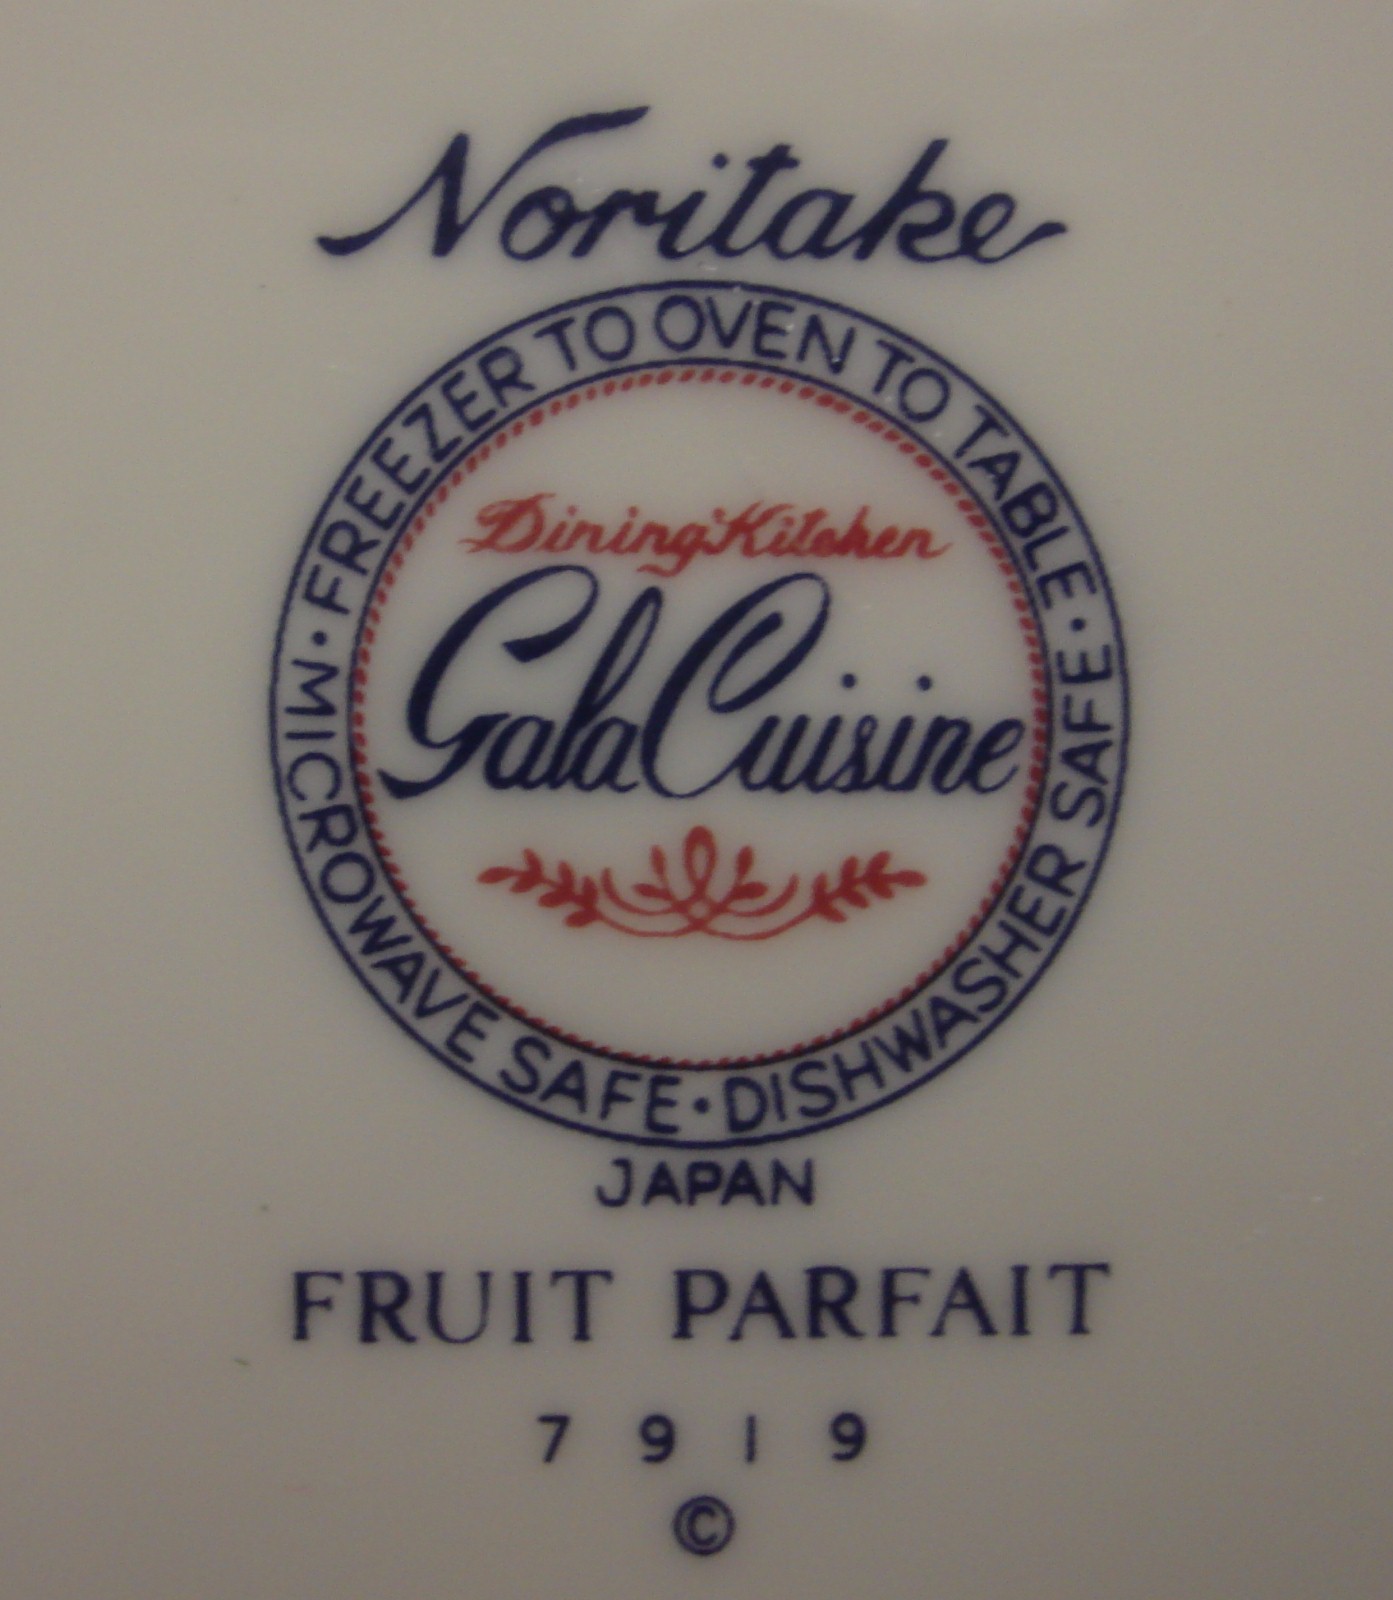 Noritake
FREEZER TO OVEN TO TABLE · DISHWASHER SAFE · MICROWAVE SAFE ·
Dining Kitchen
Gala Cuisine
JAPAN
FRUIT PARFAIT
7919
©